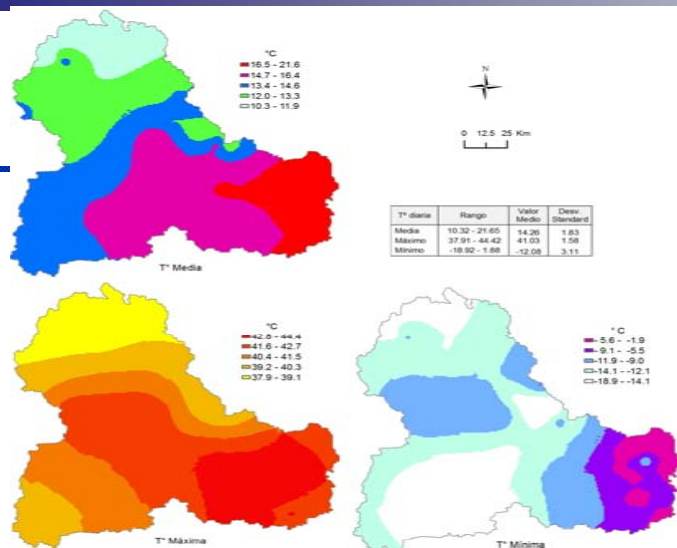 °C
16.5 - 21.6
14.7 - 16.4
13.4 - 14.6
12.0 - 13.3
10.3 - 11.9
N
0 12.5 25 Km
T° diaria Rango Valor Medio Desv. Standard
Media 10.32 - 21.65 14.26 1.83
Máximo 37.91 - 44.42 41.03 1.58
Mínimo -18.92 - 1.88 -12.08 3.11
T° Media
°C
42.8 - 44.4
41.6 - 42.7
40.4 - 41.5
39.2 - 40.3
37.9 - 39.1
T° Máxima
° C
-5.6 - -1.9
-9.1 - -5.5
-11.9 - -9.0
-14.1 - -12.1
-18.9 - -14.1
T° Mínima